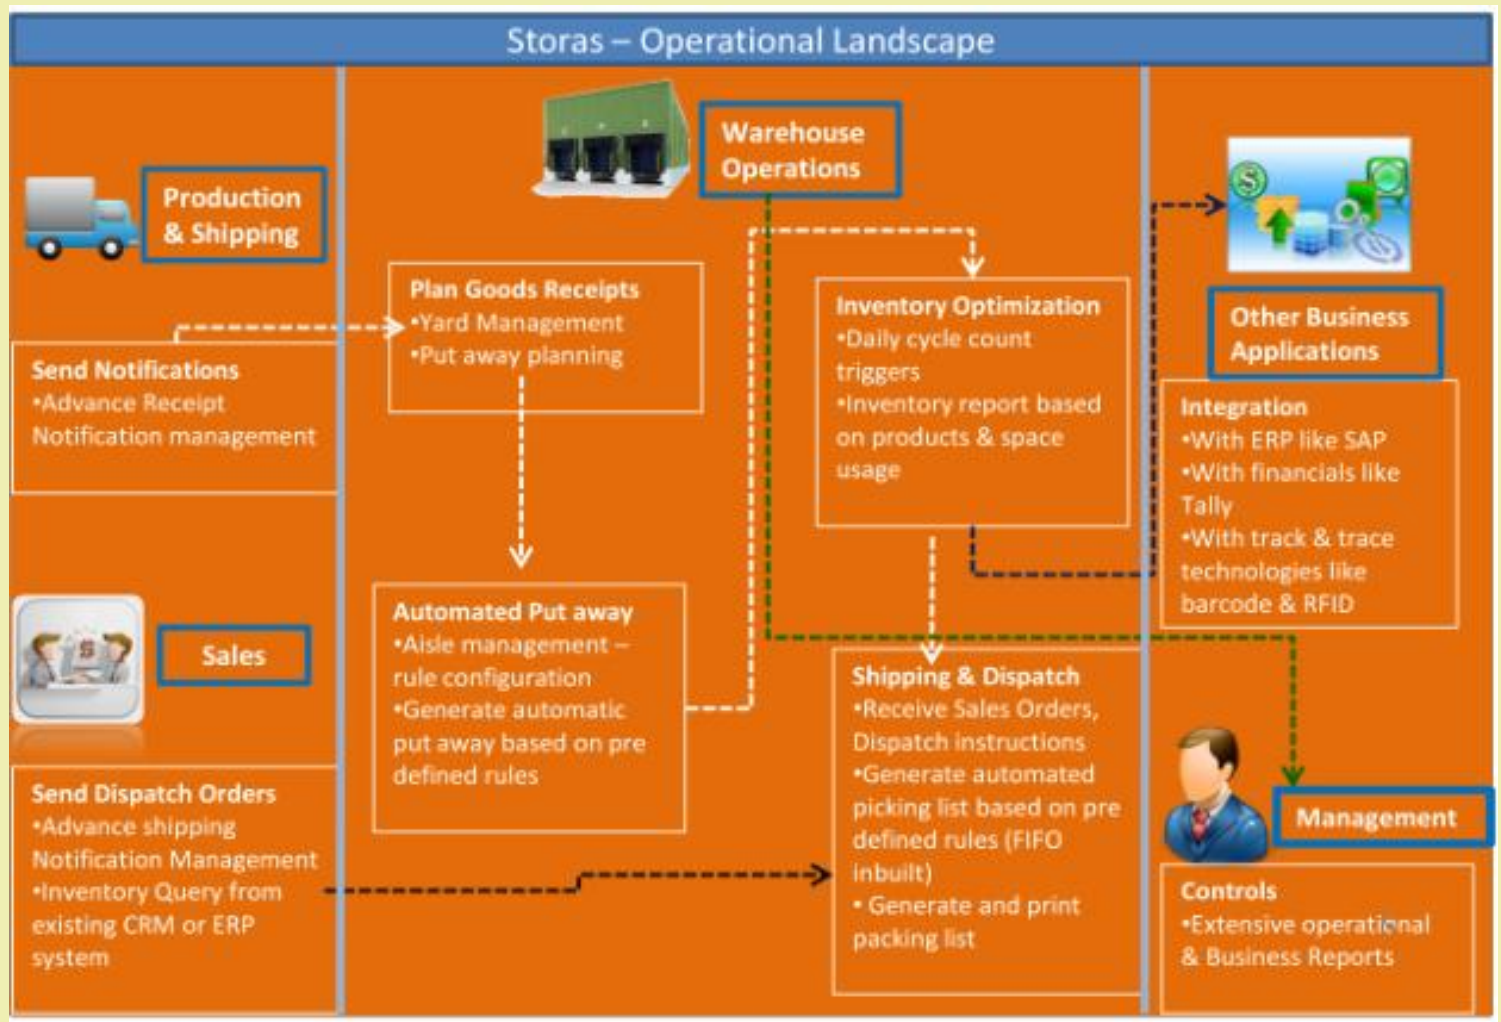 Storas – Operational Landscape
Production
& Shipping
Send Notifications
•Advance Receipt
Notification management
Sales
Send Dispatch Orders
•Advance shipping
Notification Management
•Inventory Query from
existing CRM or ERP
system
Warehouse
Operations
Plan Goods Receipts
•Yard Management
•Put away planning
Automated Put away
•Aisle management –
rule configuration
•Generate automatic
put away based on pre
defined rules
Inventory Optimization
•Daily cycle count
triggers
•Inventory report based
on products & space
usage
Shipping & Dispatch
•Receive Sales Orders,
Dispatch instructions
•Generate automated
picking list based on pre
defined rules (FIFO
inbuilt)
• Generate and print
packing list
$
Other Business
Applications
Integration
•With ERP like SAP
•With financials like
Tally
•With track & trace
technologies like
barcode & RFID
Management
Controls
•Extensive operational
& Business Reports